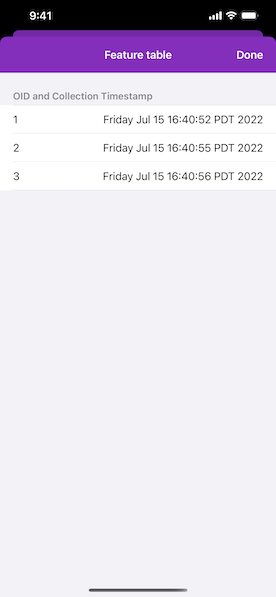 9:41
Feature table Done
OID and Collection Timestamp
1 Friday Jul 15 16:40:52 PDT 2022
2 Friday Jul 15 16:40:55 PDT 2022
3 Friday Jul 15 16:40:56 PDT 2022